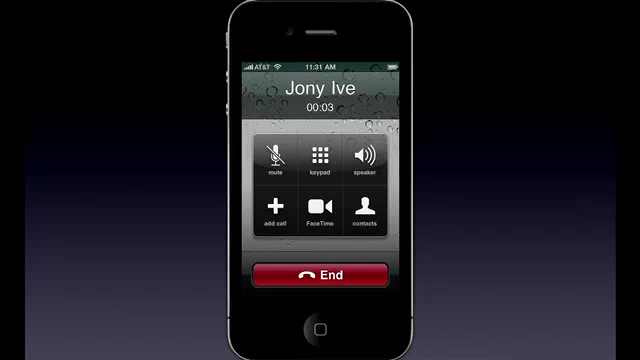 AT&T 11:31 AM
Jony Ive
00:03
mute keypad speaker
add call FaceTime contacts
End